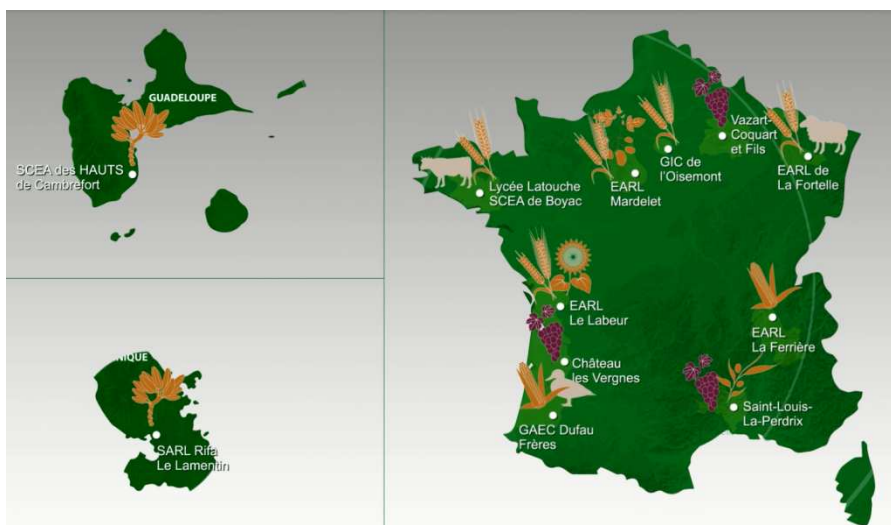 GUADELOUPE
SCEA des HAUTS
de Cambrefort
NIQUE
SARL Rifa
Le Lamentin
Lycée Latouche
SCEA de Boyac
EARL
Mardelet
GIC de
l'Oisemont
Vazart-
Coquart
et Fils
EARL de
La Fortelle
EARL
Le Labeur
Château
les Vergnes
GAEC Dufau
Frères
EARL
La Ferrière
Saint-Louis-
La-Perdrix